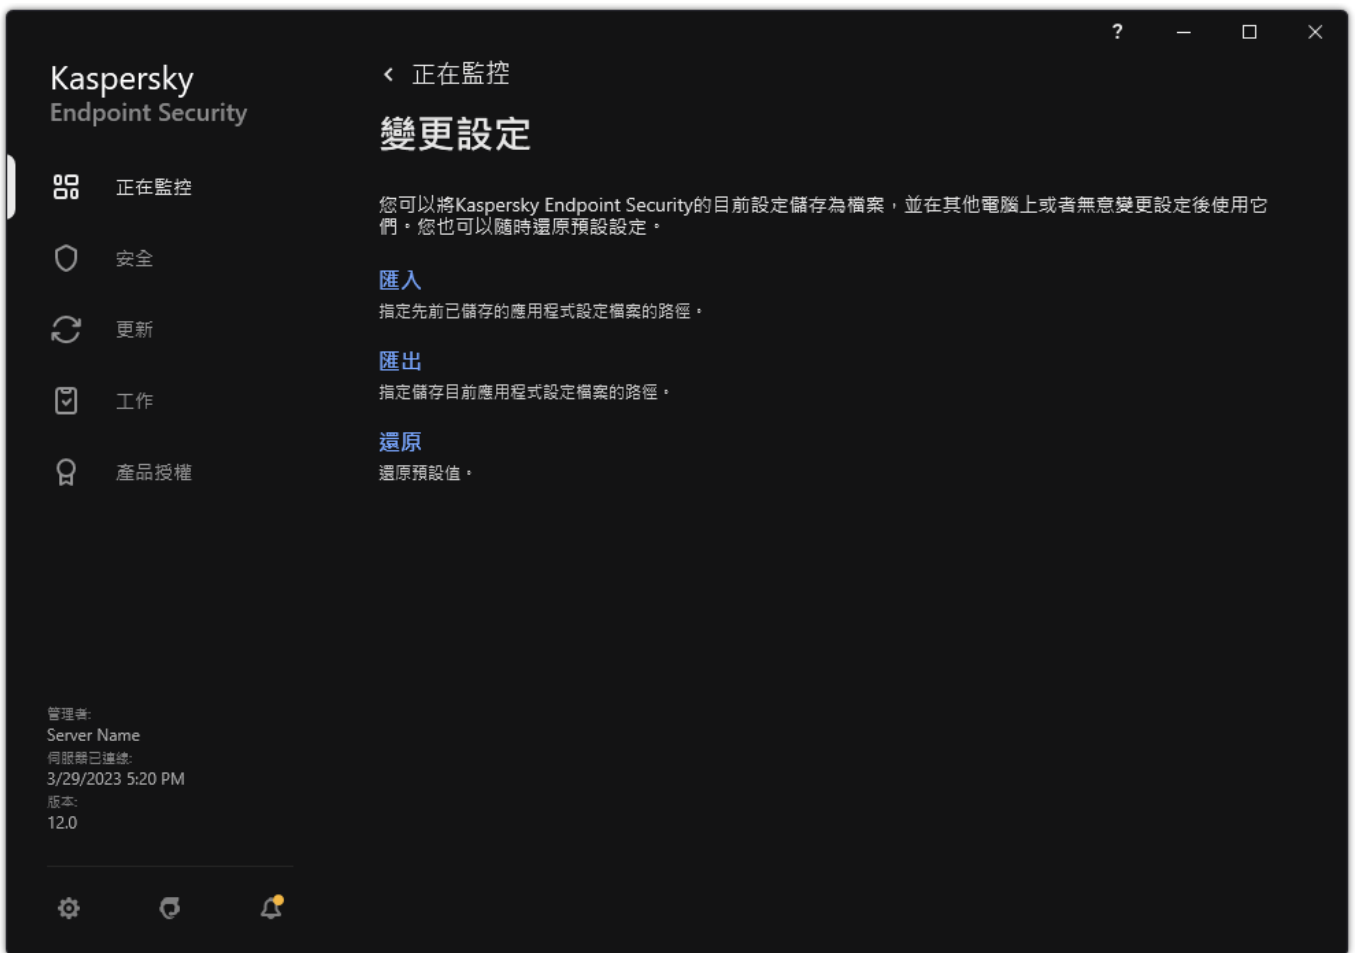 ?
Kaspersky
Endpoint Security
正在監控
安全
更新
工作
產品授權
管理者:
Server Name
伺服器已連線:
3/29/2023 5:20 PM
版本:
12.0
正在監控
變更設定
您可以將Kaspersky Endpoint Security的目前設定儲存為檔案，並在其他電腦上或者無意變更設定後使用它
們。您也可以隨時還原預設設定。
匯入
指定先前已儲存的應用程式設定檔案的路徑。
匯出
指定儲存目前應用程式設定檔案的路徑。
還原
還原預設值。